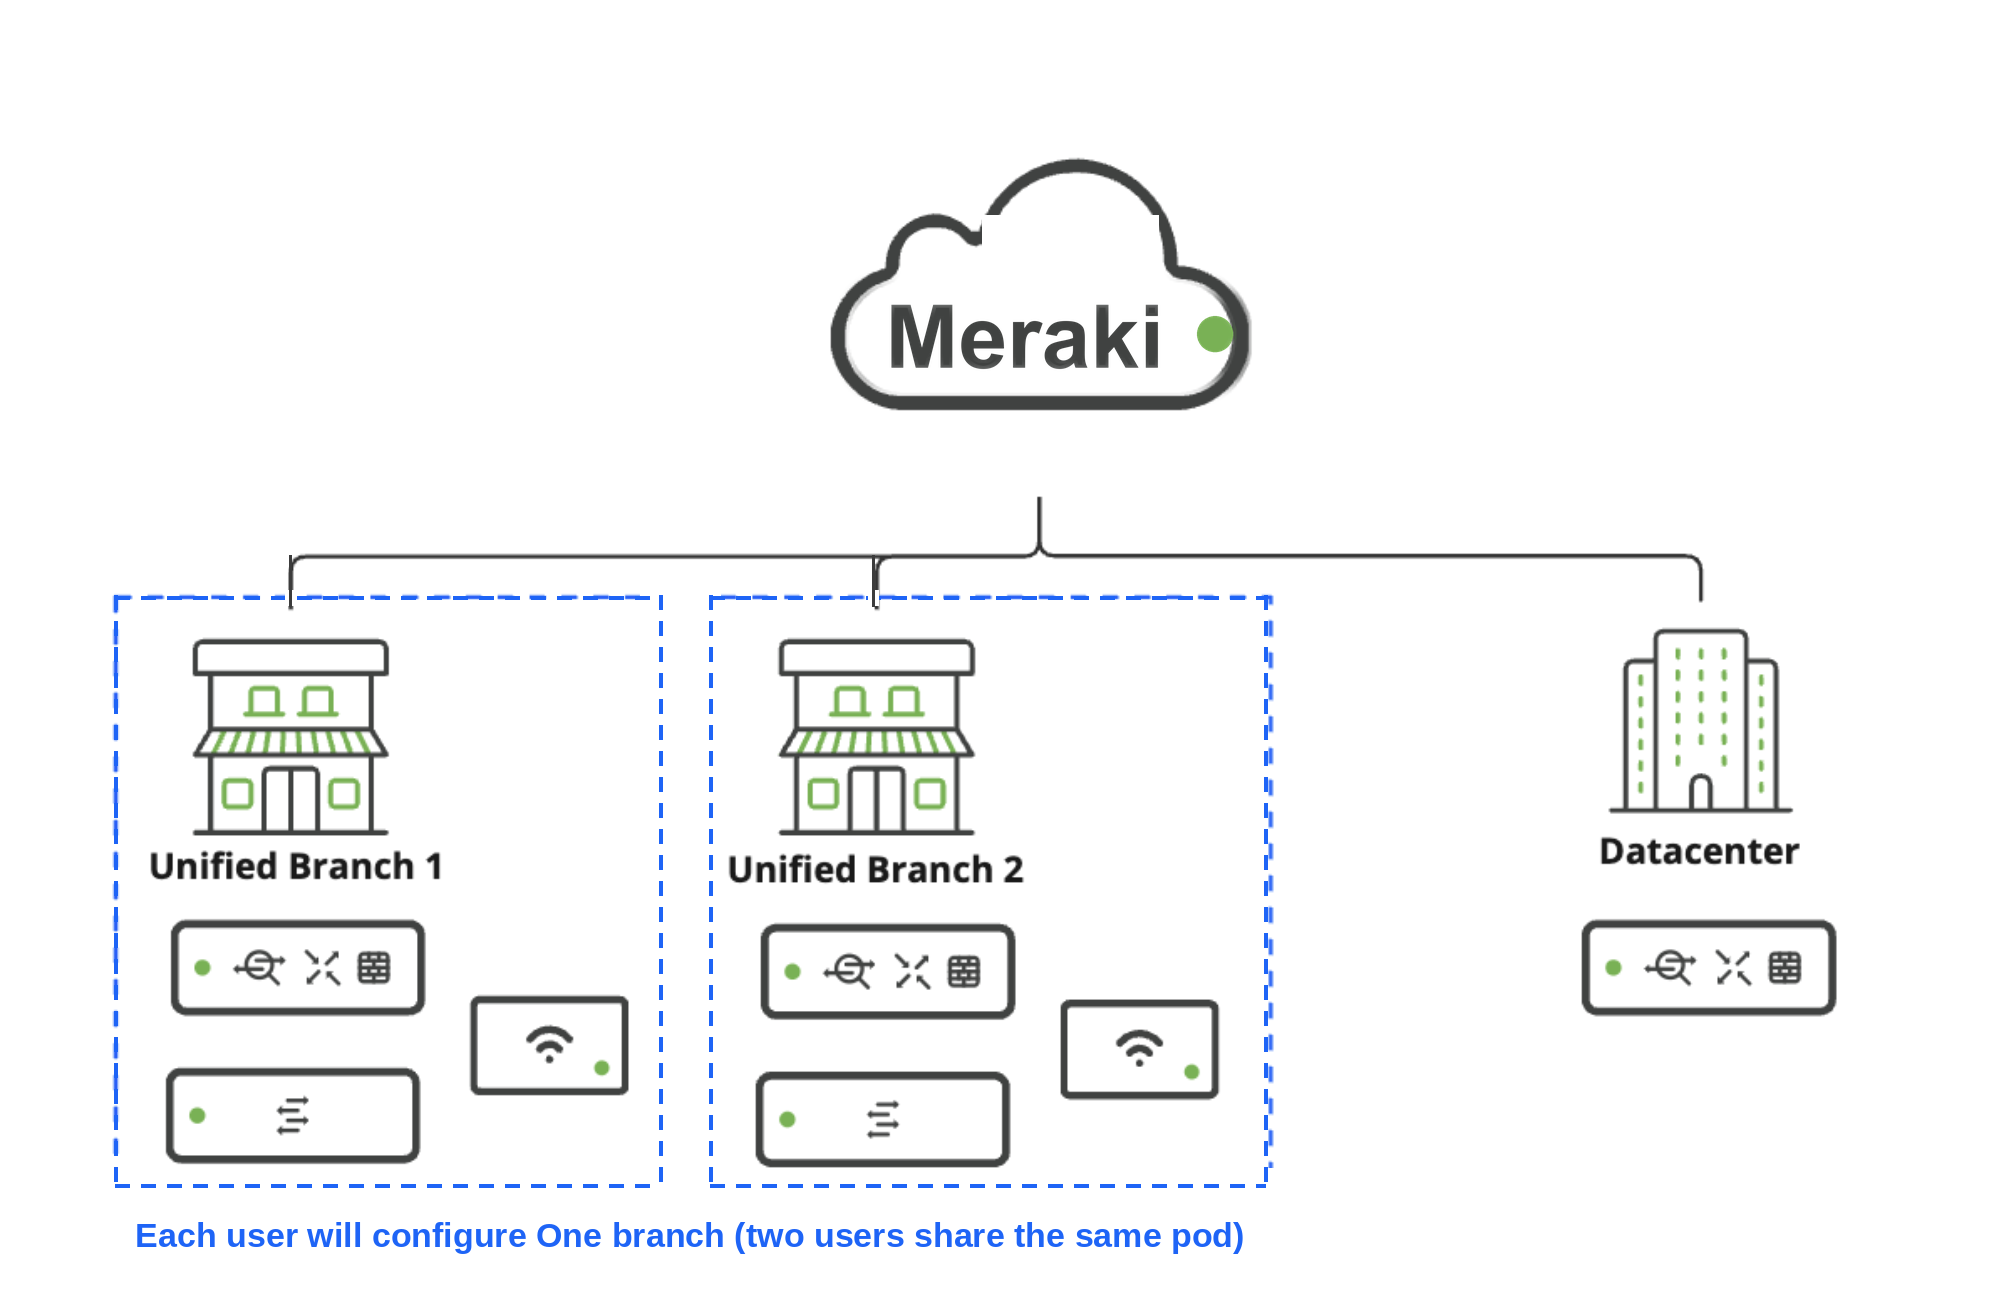 Meraki
Unified Branch 1
Unified Branch 2
Datacenter
Each user will configure One branch (two users share the same pod)